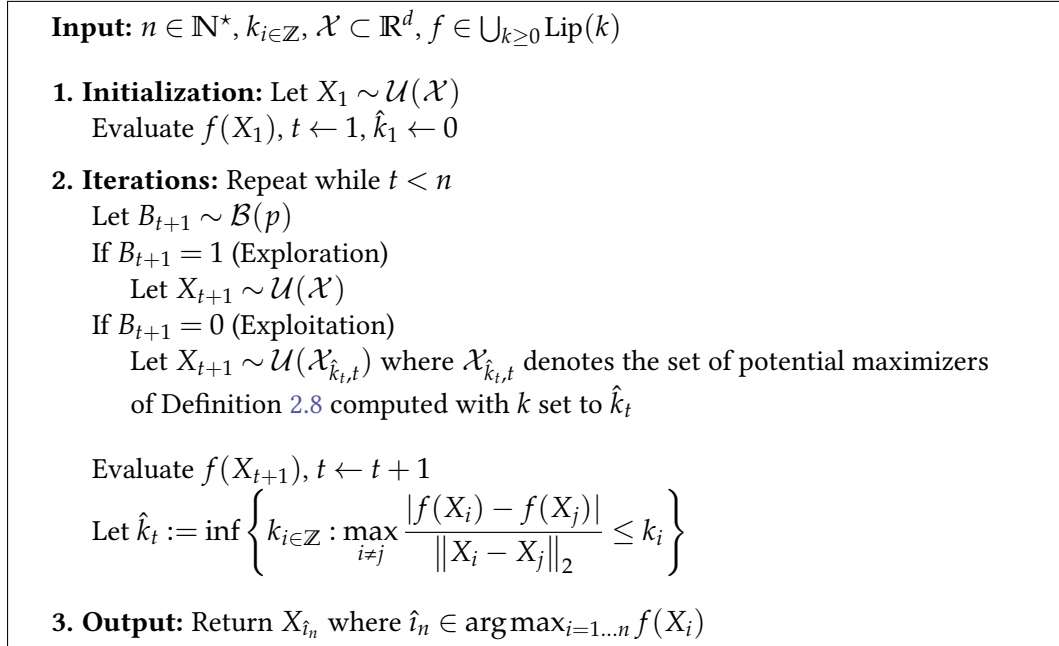 Input: n ∈ ℕ⋆, k_{i∈ℤ}, 𝒳 ⊂ ℝ^d, f ∈ ⋃_{k≥0} Lip(k)
1. Initialization: Let X_1 ∼ 𝒰(𝒳)
Evaluate f(X_1), t ← 1, k̂_1 ← 0
2. Iterations: Repeat while t < n
Let B_{t+1} ∼ ℬ(p)
If B_{t+1} = 1 (Exploration)
Let X_{t+1} ∼ 𝒰(𝒳)
If B_{t+1} = 0 (Exploitation)
Let X_{t+1} ∼ 𝒰(𝒳_{k̂_t,t}) where 𝒳_{k̂_t,t} denotes the set of potential maximizers
of Definition 2.8 computed with k set to k̂_t
Evaluate f(X_{t+1}), t ← t + 1
Let k̂_t := inf { k_{i∈ℤ} : max_{i≠j} |f(X_i) − f(X_j)| / ‖X_i − X_j‖_2 ≤ k_i }
3. Output: Return X_{î_n} where î_n ∈ arg max_{i=1...n} f(X_i)